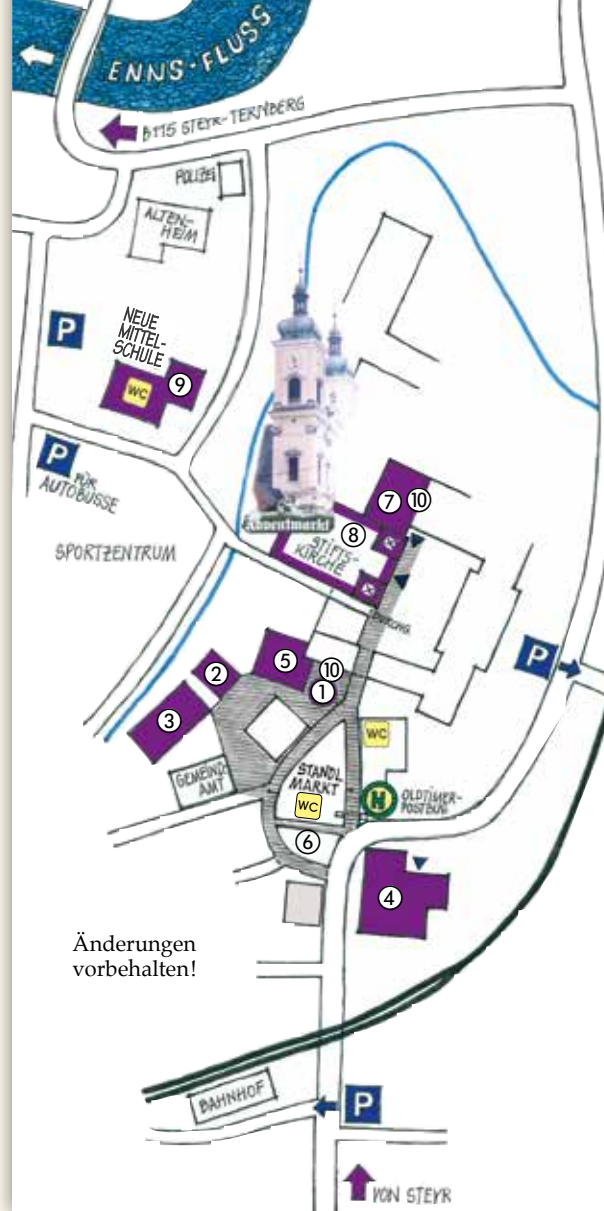 ENNS-FLUSS
B115 STEYR-TERNBERG
POLIZEI
ALTEN-
HEIM
P
NEUE
MITTEL-
SCHULE
WC
9
P
FÜR
AUTOBUSSE
SPORTZENTRUM
Adventmarkt
7
10
8
STIFTS-
KIRCHE
P
5
10
2
1
3
WC
GEMEIND-
AMT
STANDL
MARKT
WC
H
OLDTIMER-
POSTBUS
6
4
Änderungen
vorbehalten!
BAHNHOF
P
VON STEYR